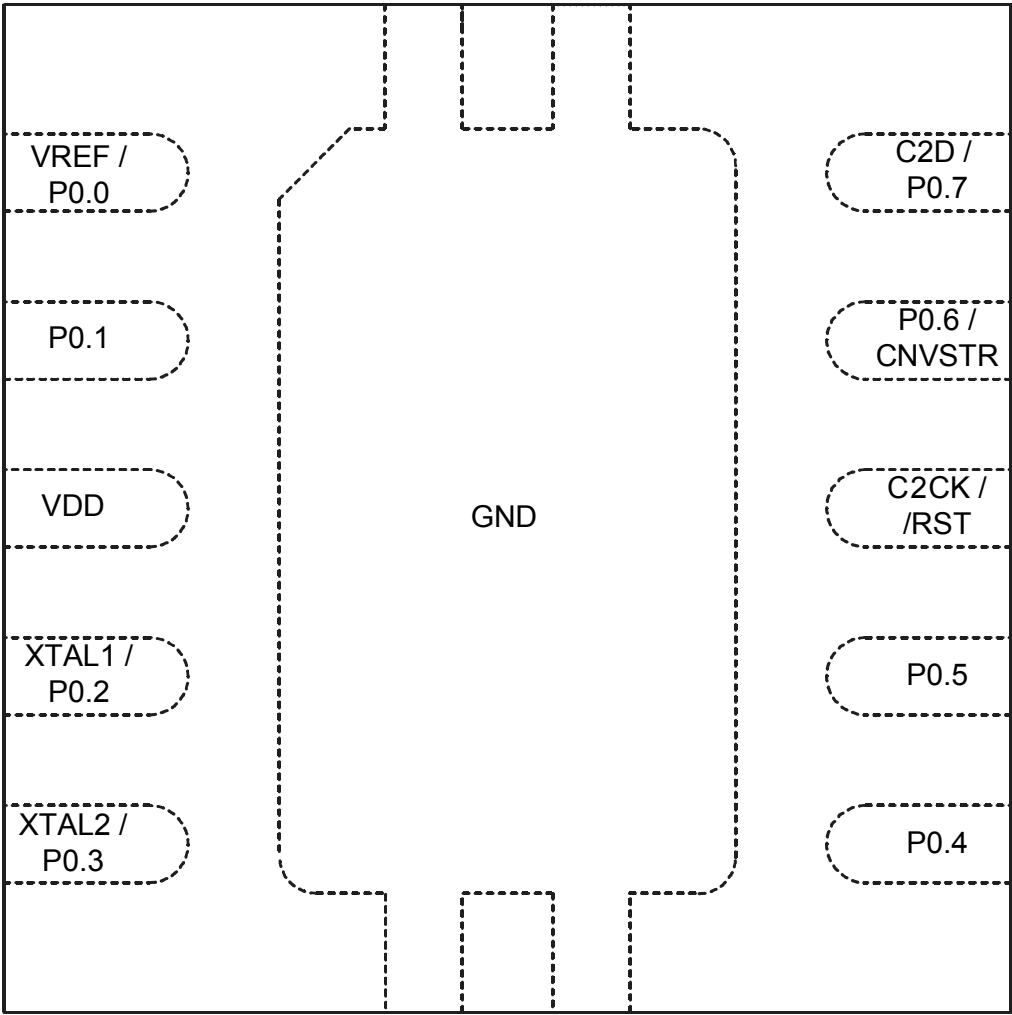 VREF /
P0.0
P0.1
VDD
XTAL1 /
P0.2
XTAL2 /
P0.3
GND
C2D /
P0.7
P0.6 /
CNVSTR
C2CK /
/RST
P0.5
P0.4